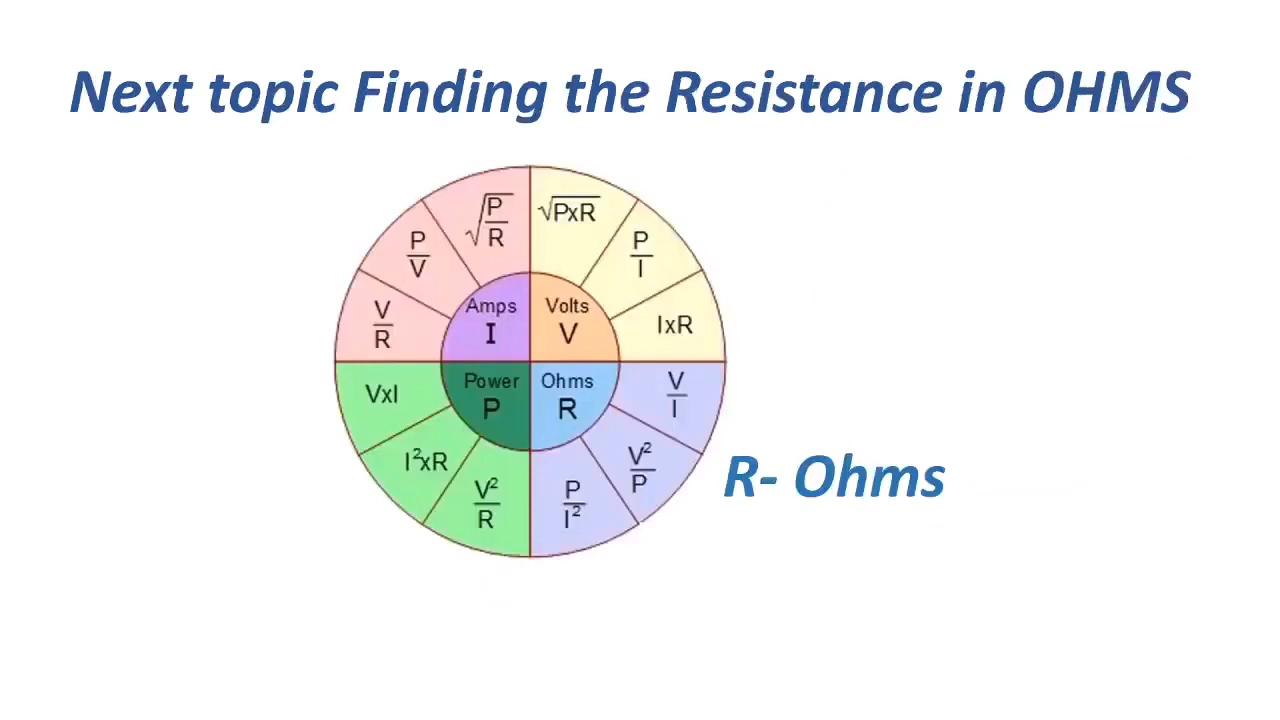 Next topic Finding the Resistance in OHMS
√P/R
√PxR
P/V
P/I
V/R
Amps
I
Volts
V
IxR
VxI
Power
P
Ohms
R
V/I
I²xR
V²/P
V²/R
P/I²
R- Ohms